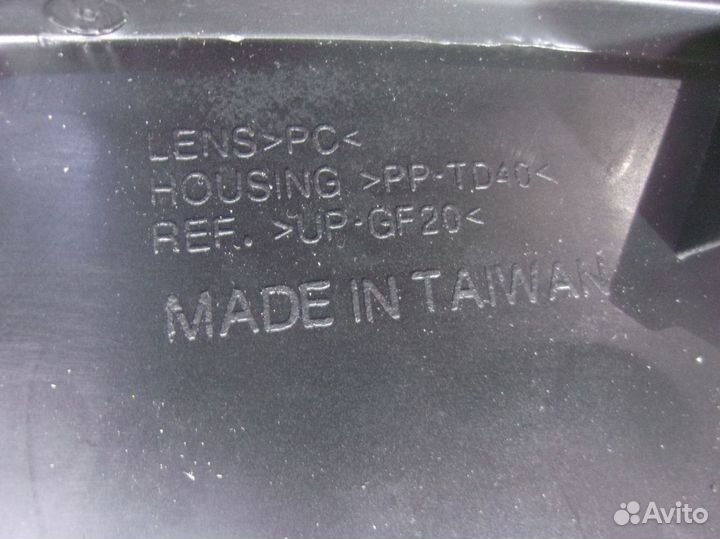 LENS>PC<
HOUSING >PP-TD40<
REF. >UP-GF20<
MADE IN TAIWAN
Avito